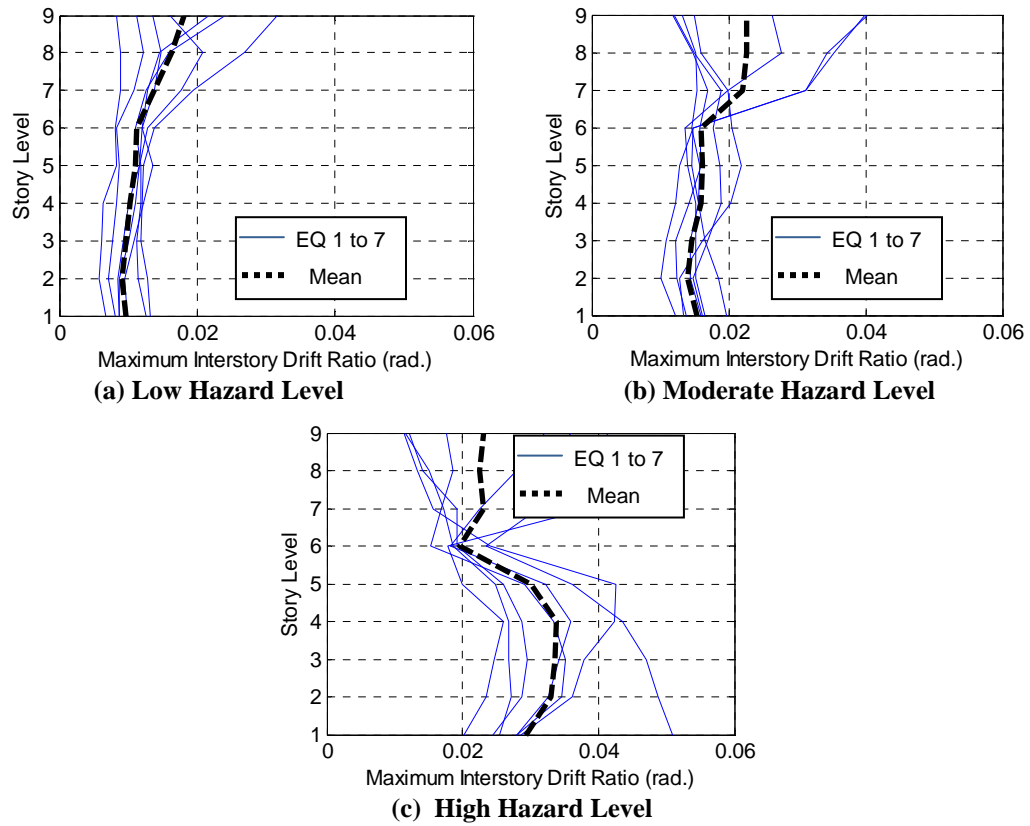 9
8
7
6
5
4
3
2
1
Story Level
EQ 1 to 7
Mean
0 0.02 0.04 0.06
Maximum Interstory Drift Ratio (rad.)
(a) Low Hazard Level
9
8
7
6
5
4
3
2
1
Story Level
EQ 1 to 7
Mean
0 0.02 0.04 0.06
Maximum Interstory Drift Ratio (rad.)
(b) Moderate Hazard Level
9
8
7
6
5
4
3
2
1
Story Level
EQ 1 to 7
Mean
0 0.02 0.04 0.06
Maximum Interstory Drift Ratio (rad.)
(c) High Hazard Level